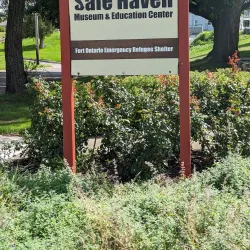 Safe Haven
Museum & Education Center
Fort Ontario Emergency Refugee Shelter